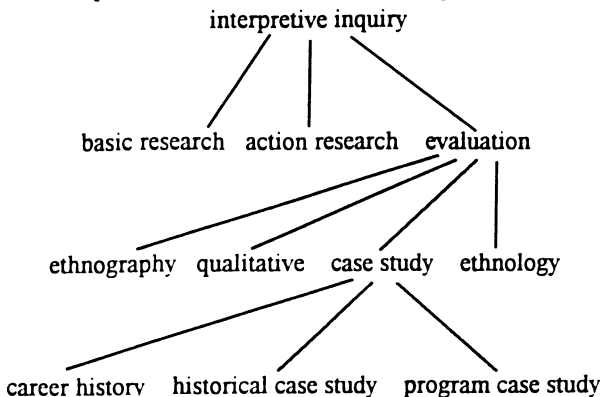 interpretive inquiry
basic research action research evaluation
ethnography qualitative case study ethnology
career history historical case study program case study